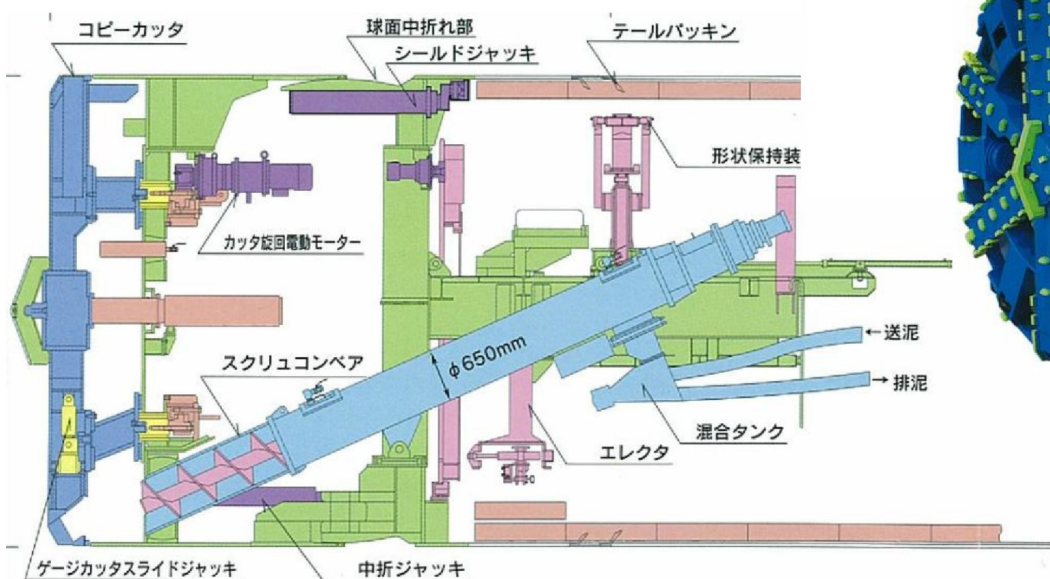 コピーカッタ
球面中折れ部
シールドジャッキ
テールパッキン
形状保持装
カッタ旋回電動モーター
スクリュコンベア
φ650mm
←送泥
→排泥
混合タンク
エレクタ
ゲージカッタスライドジャッキ
中折ジャッキ